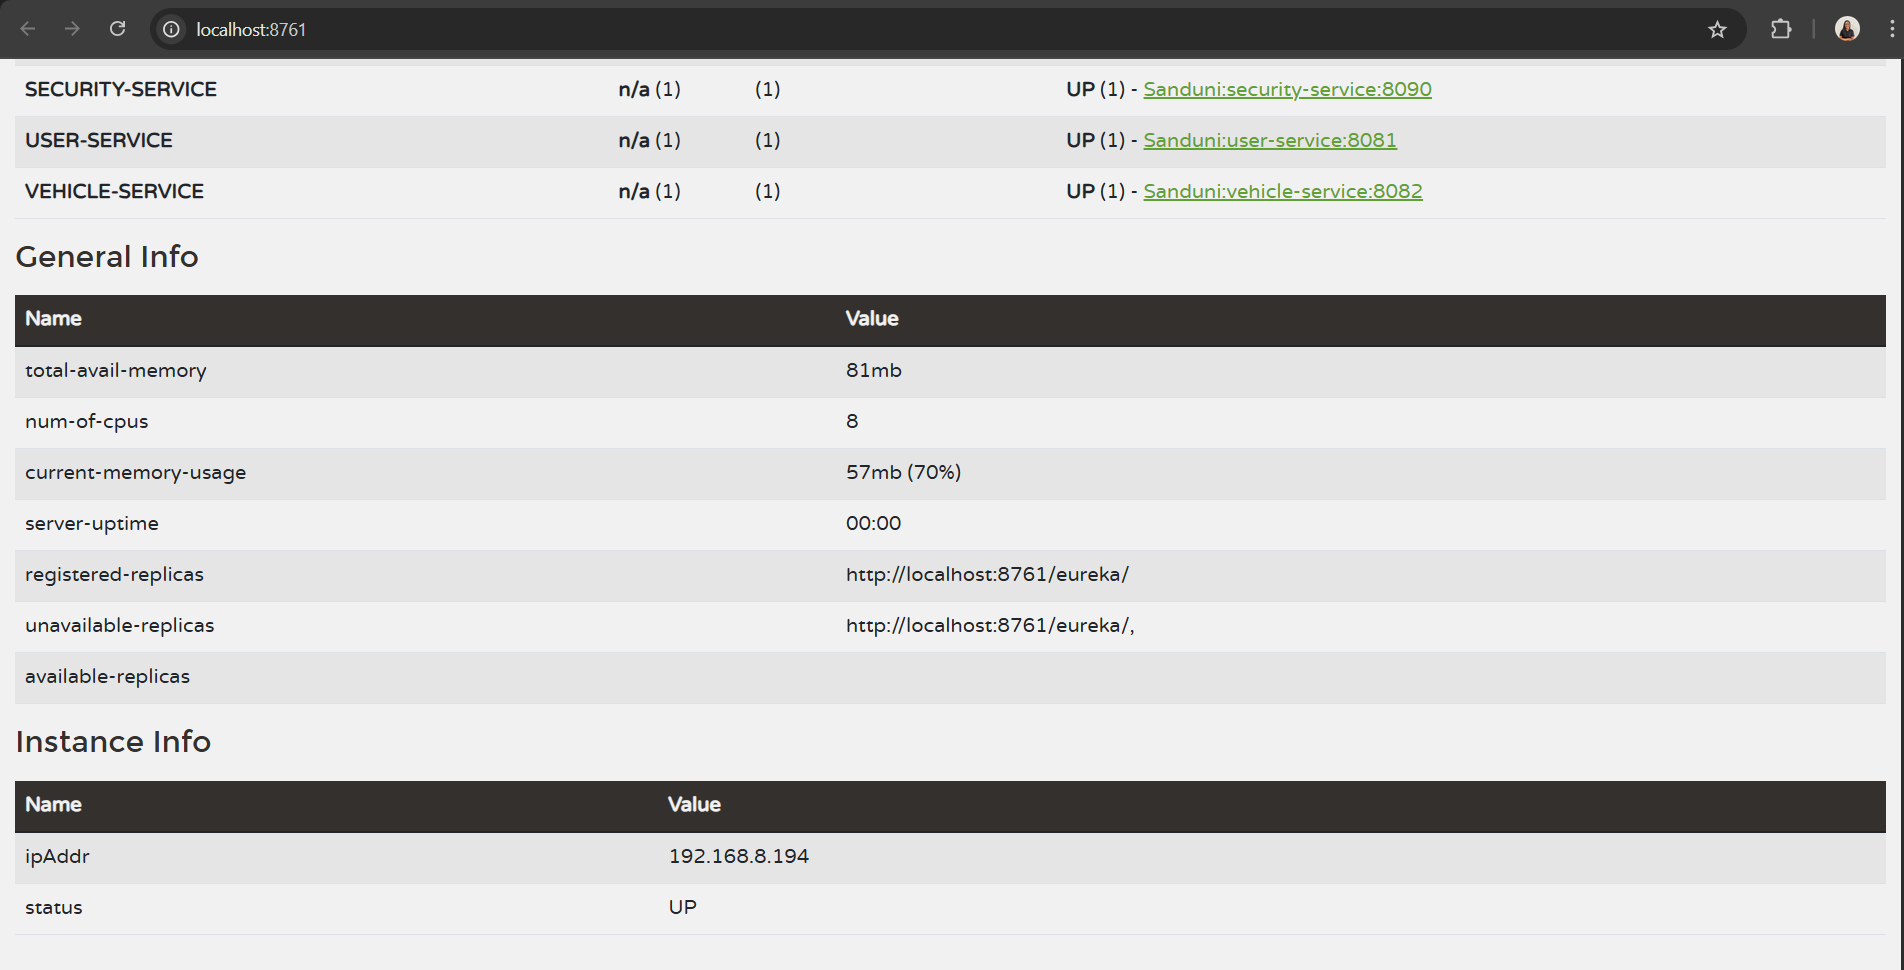 localhost:8761
SECURITY-SERVICE n/a (1) (1) UP (1) - Sanduni:security-service:8090
USER-SERVICE n/a (1) (1) UP (1) - Sanduni:user-service:8081
VEHICLE-SERVICE n/a (1) (1) UP (1) - Sanduni:vehicle-service:8082
General Info
Name Value
total-avail-memory 81mb
num-of-cpus 8
current-memory-usage 57mb (70%)
server-uptime 00:00
registered-replicas http://localhost:8761/eureka/
unavailable-replicas http://localhost:8761/eureka/,
available-replicas
Instance Info
Name Value
ipAddr 192.168.8.194
status UP